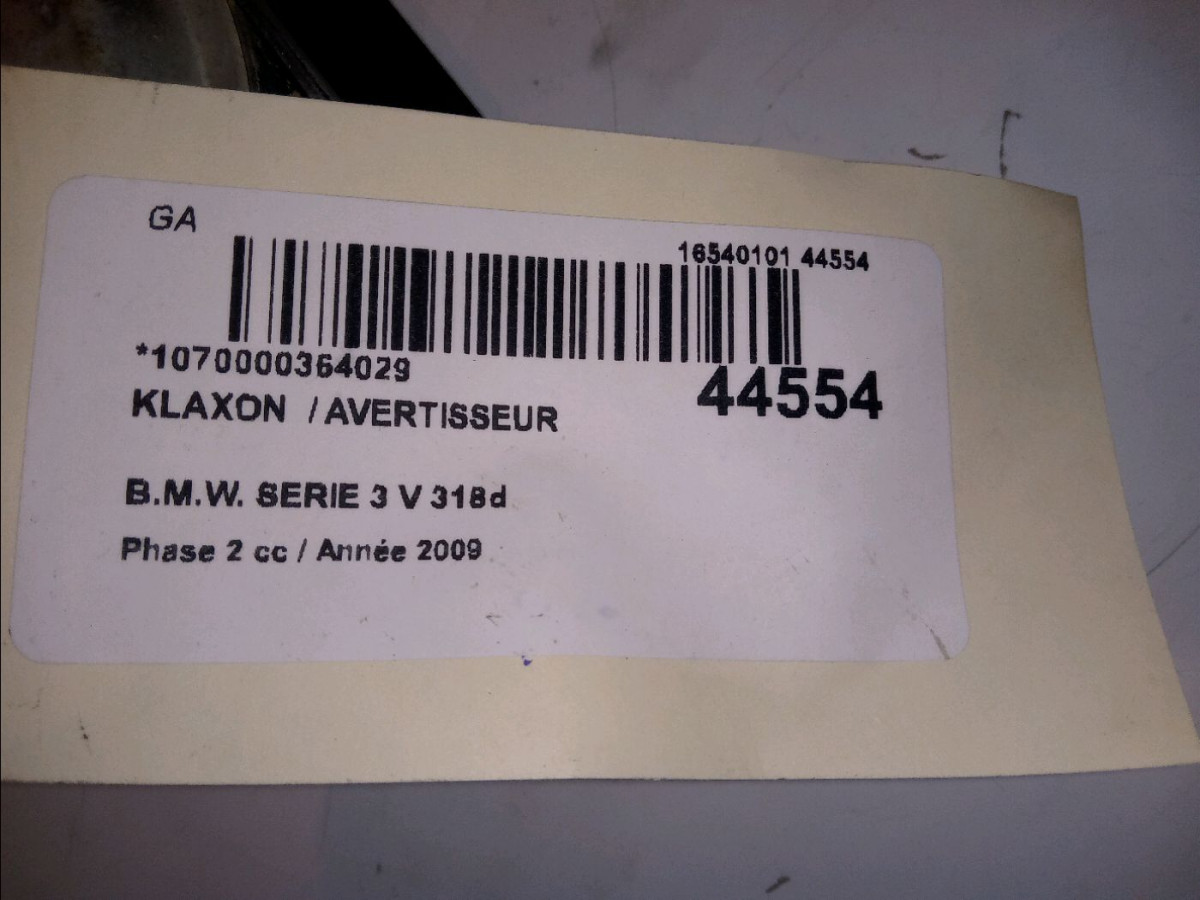 GA
16540101 44554
*1070000364029
44554
KLAXON / AVERTISSEUR
B.M.W. SERIE 3 V 318d
Phase 2 cc / Année 2009